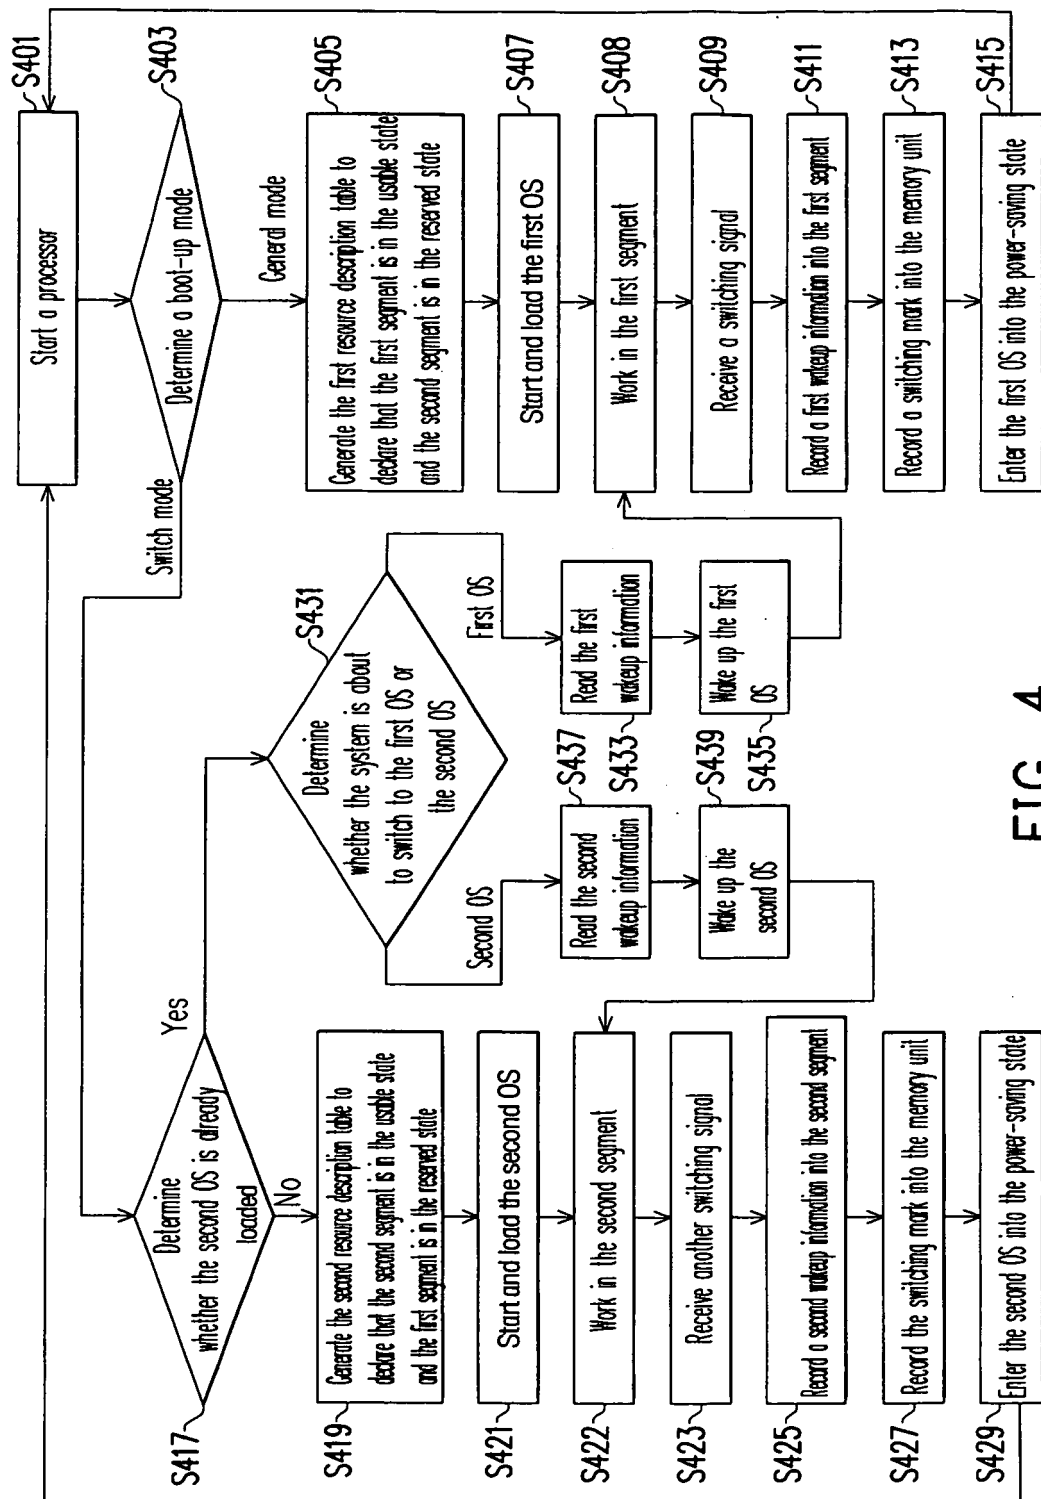 S401
Start a processor
S403
Determine a boot-up mode
Switch mode
General mode
S405
Generate the first resource description table to
declare that the first segment is in the usable state
and the second segment is in the reserved state
S407
Start and load the first OS
S408
Work in the first segment
S409
Receive a switching signal
S411
Record a first wakeup information into the first segment
S413
Record a switching mark into the memory unit
S415
Enter the first OS into the power-saving state
S417
Determine
whether the second OS is already
loaded
Yes
No
S419
Generate the second resource description table to
declare that the second segment is in the usable state
and the first segment is in the reserved state
S421
Start and load the second OS
S422
Work in the second segment
S423
Receive another switching signal
S425
Record a second wakeup information into the second segment
S427
Record the switching mark into the memory unit
S429
Enter the second OS into the power-saving state
S431
Determine
whether the system is about
to switch to the first OS or
the second OS
First OS
Second OS
Read the first
wakeup information
S433
Wake up the first
OS
S435
S437
Read the second
wakeup information
S439
Wake up the
second OS
FIG. 4